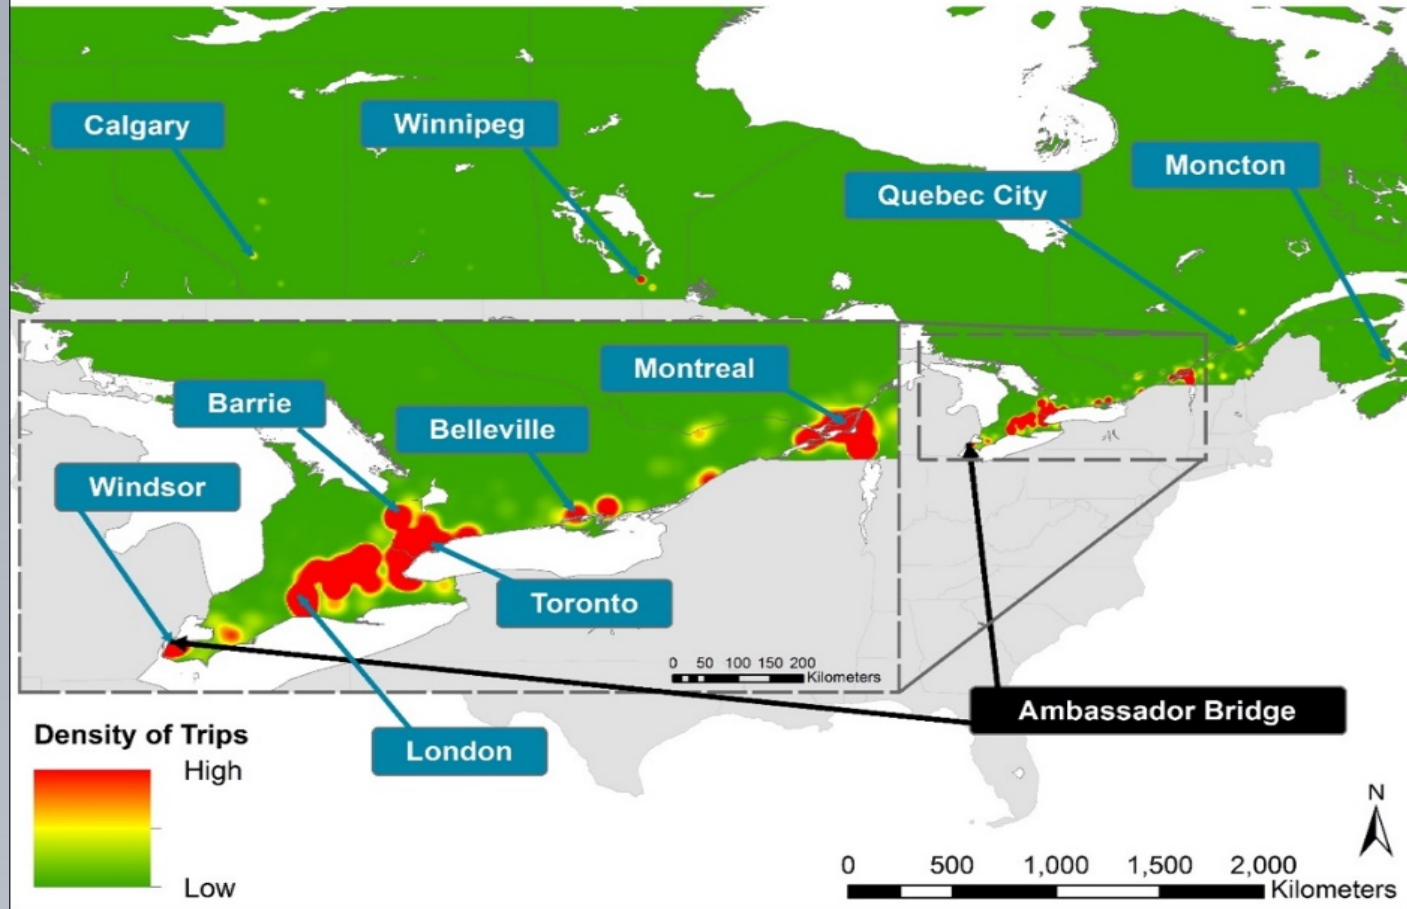 Calgary
Winnipeg
Moncton
Quebec City
Montreal
Barrie
Belleville
Windsor
Toronto
0 50 100 150 200
Kilometers
Ambassador Bridge
London
Density of Trips
High
Low
N
0 500 1,000 1,500 2,000
Kilometers